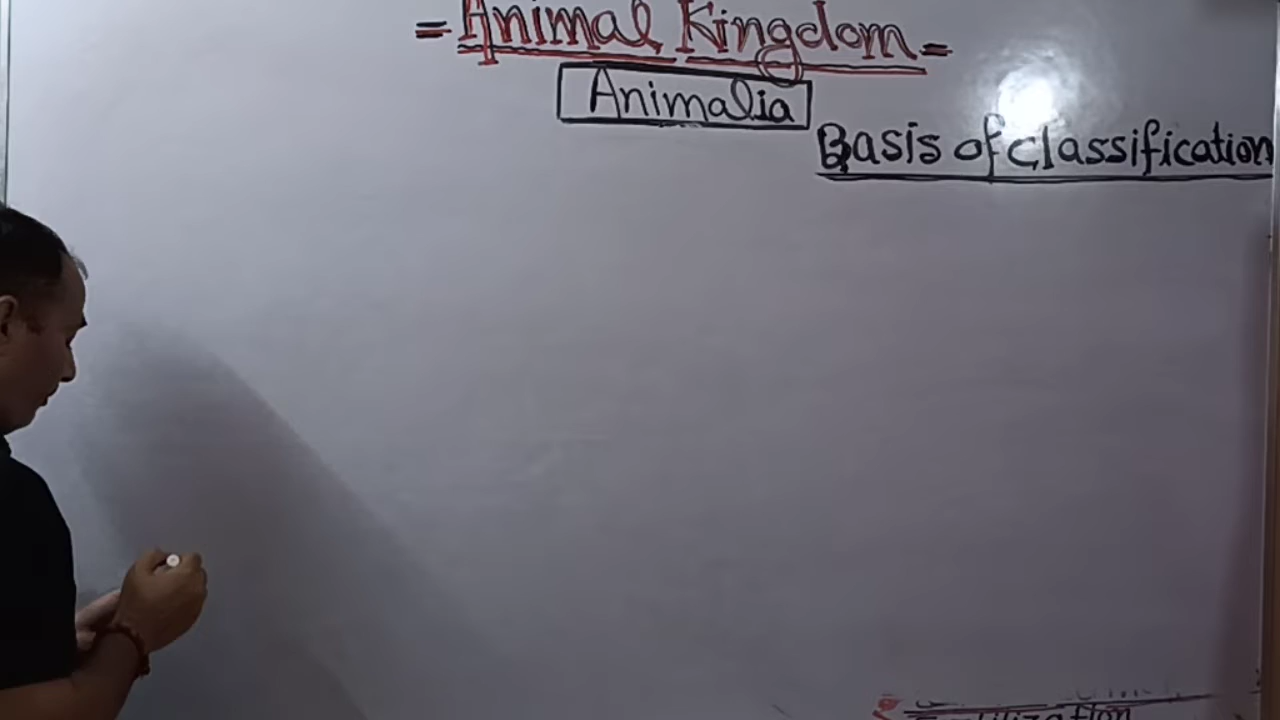 = Animal Kingdom =
Animalia
Basis of classification